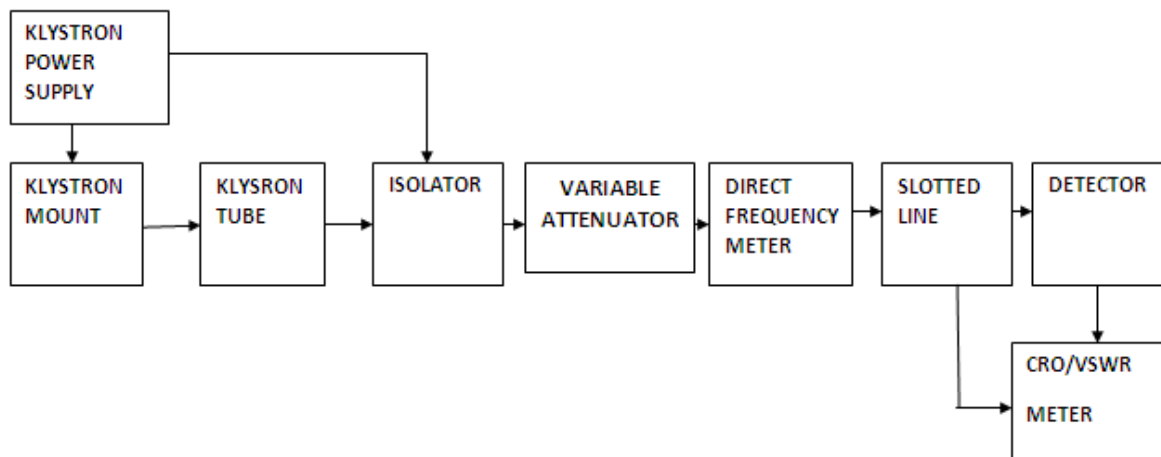 KLYSTRON
POWER
SUPPLY
KLYSTRON
MOUNT
KLYSRON
TUBE
ISOLATOR
VARIABLE
ATTENUATOR
DIRECT
FREQUENCY
METER
SLOTTED
LINE
DETECTOR
CRO/VSWR
METER